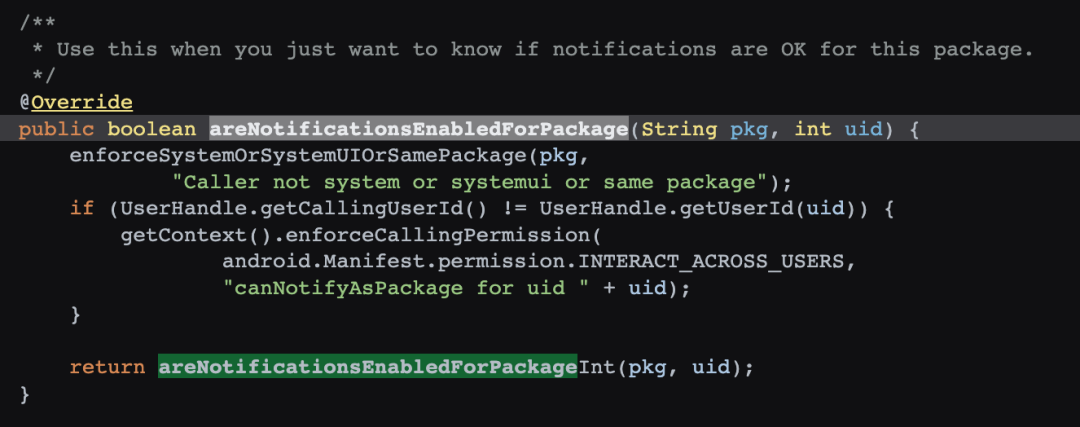 /**
 * Use this when you just want to know if notifications are OK for this package.
 */
@Override
public boolean areNotificationsEnabledForPackage(String pkg, int uid) {
    enforceSystemOrSystemUIOrSamePackage(pkg,
            "Caller not system or systemui or same package");
    if (UserHandle.getCallingUserId() != UserHandle.getUserId(uid)) {
        getContext().enforceCallingPermission(
                android.Manifest.permission.INTERACT_ACROSS_USERS,
                "canNotifyAsPackage for uid " + uid);
    }

    return areNotificationsEnabledForPackageInt(pkg, uid);
}